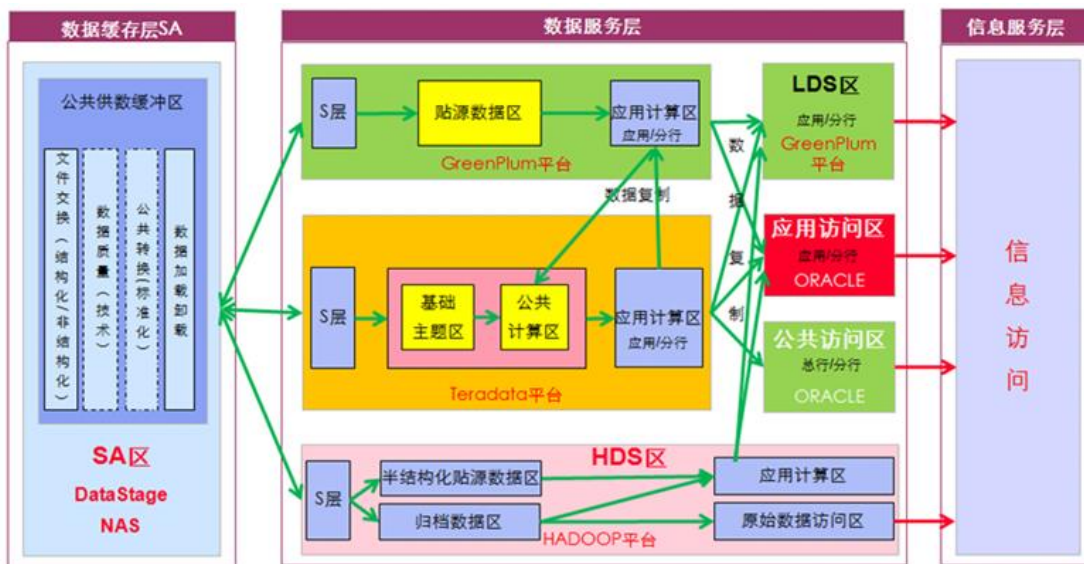 数据缓存层SA
公共供数缓冲区
文件交换（结构化/非结构化）
数据质量（技术）
公共转换(标准化)
数据加载卸载
SA区
DataStage
NAS
数据服务层
S层
贴源数据区
应用计算区
应用/分行
GreenPlum平台
数据复制
S层
基础
主题区
公共
计算区
应用计算区
应用/分行
Teradata平台
数
据
复
制
LDS区
应用/分行
GreenPlum
平台
应用访问区
应用/分行
ORACLE
公共访问区
总行/分行
ORACLE
HDS区
S层
半结构化贴源数据区
归档数据区
应用计算区
原始数据访问区
HADOOP平台
信息服务层
信息访问